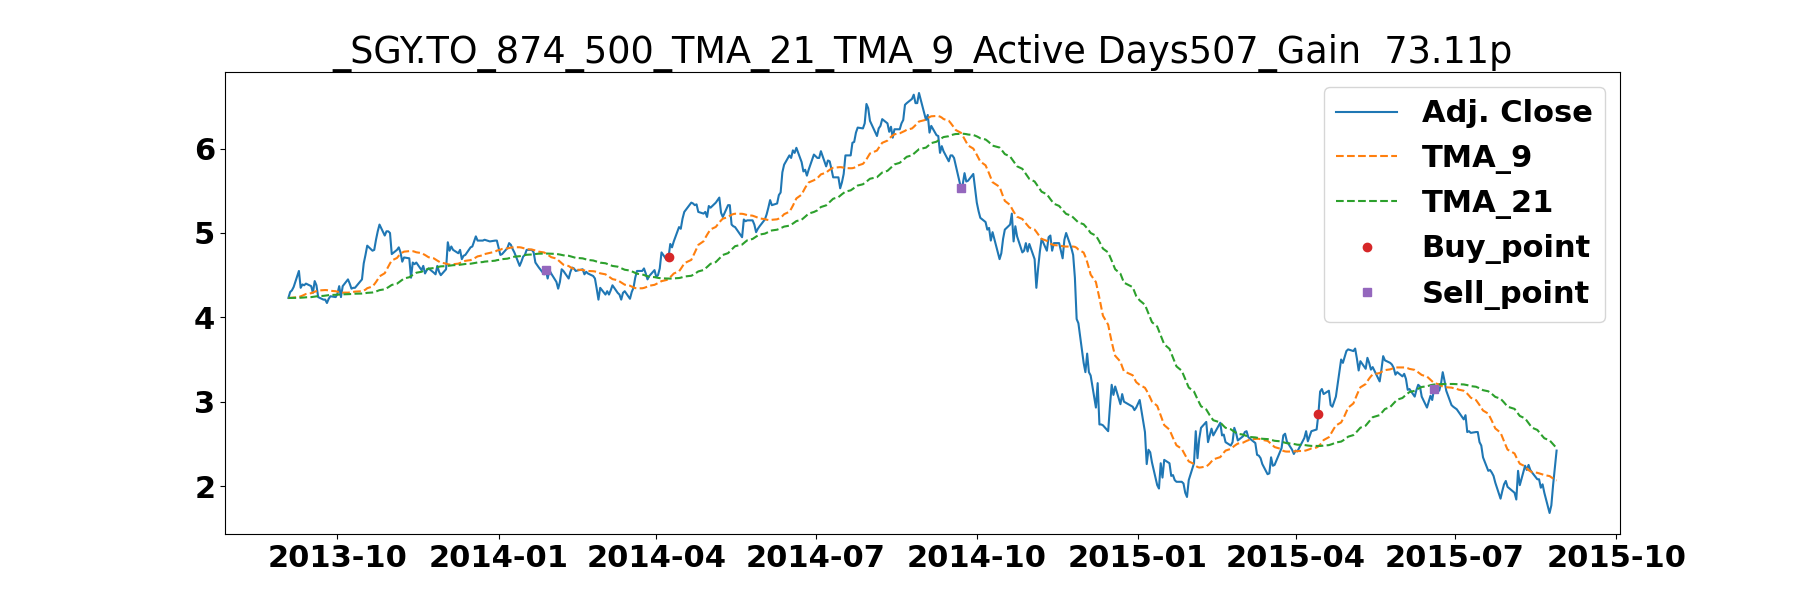 _SGY.TO_874_500_TMA_21_TMA_9_Active Days507_Gain  73.11p
Adj. Close
TMA_9
TMA_21
Buy_point
Sell_point
6
5
4
3
2
2013-10 2014-01 2014-04 2014-07 2014-10 2015-01 2015-04 2015-07 2015-10